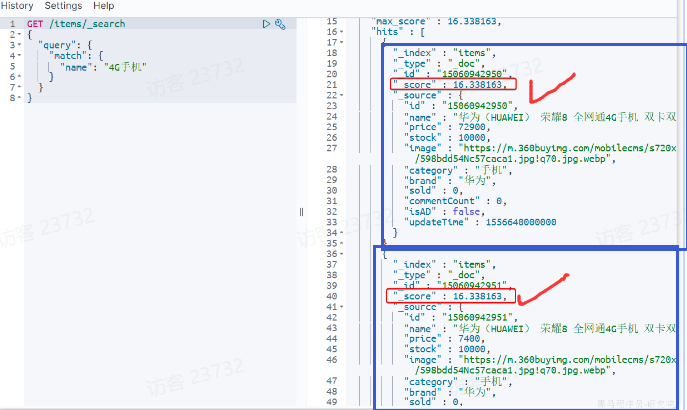 History Settings Help
1 GET /items/_search
2 {
3 "query": {
4 "match": {
5 "name": "4G手机"
6 }
7 }
8 }
15 "max_score" : 16.338163,
16 "hits" : [
17 {
18 "_index" : "items",
19 "_type" : "_doc",
20 "_id" : "15060942950",
21 "_score" : 16.338163,
22 "_source" : {
23 "id" : "15060942950",
24 "name" : "华为（HUAWEI） 荣耀8 全网通4G手机 双卡双
25 "price" : 72900,
26 "stock" : 10000,
27 "image" : "https://m.360buyimg.com/mobilecms/s720x
/598bdd54Nc57caca1.jpg!q70.jpg.webp",
28 "category" : "手机",
29 "brand" : "华为",
30 "sold" : 0,
31 "commentCount" : 0,
32 "isAD" : false,
33 "updateTime" : 1556640000000
34 }
35 }
36 {
37 "_index" : "items",
38 "_type" : "_doc",
39 "_id" : "15060942951",
40 "_score" : 16.338163,
41 "_source" : {
42 "id" : "15060942951",
43 "name" : "华为（HUAWEI） 荣耀8 全网通4G手机 双卡双
44 "price" : 7400,
45 "stock" : 10000,
46 "image" : "https://m.360buyimg.com/mobilecms/s720x
/598bdd54Nc57caca1.jpg!q70.jpg.webp",
47 "category" : "手机",
48 "brand" : "华为",
49 "sold" : 0,
访客 23732
访客 23732
访客 23732
访客 23732
访客 23732